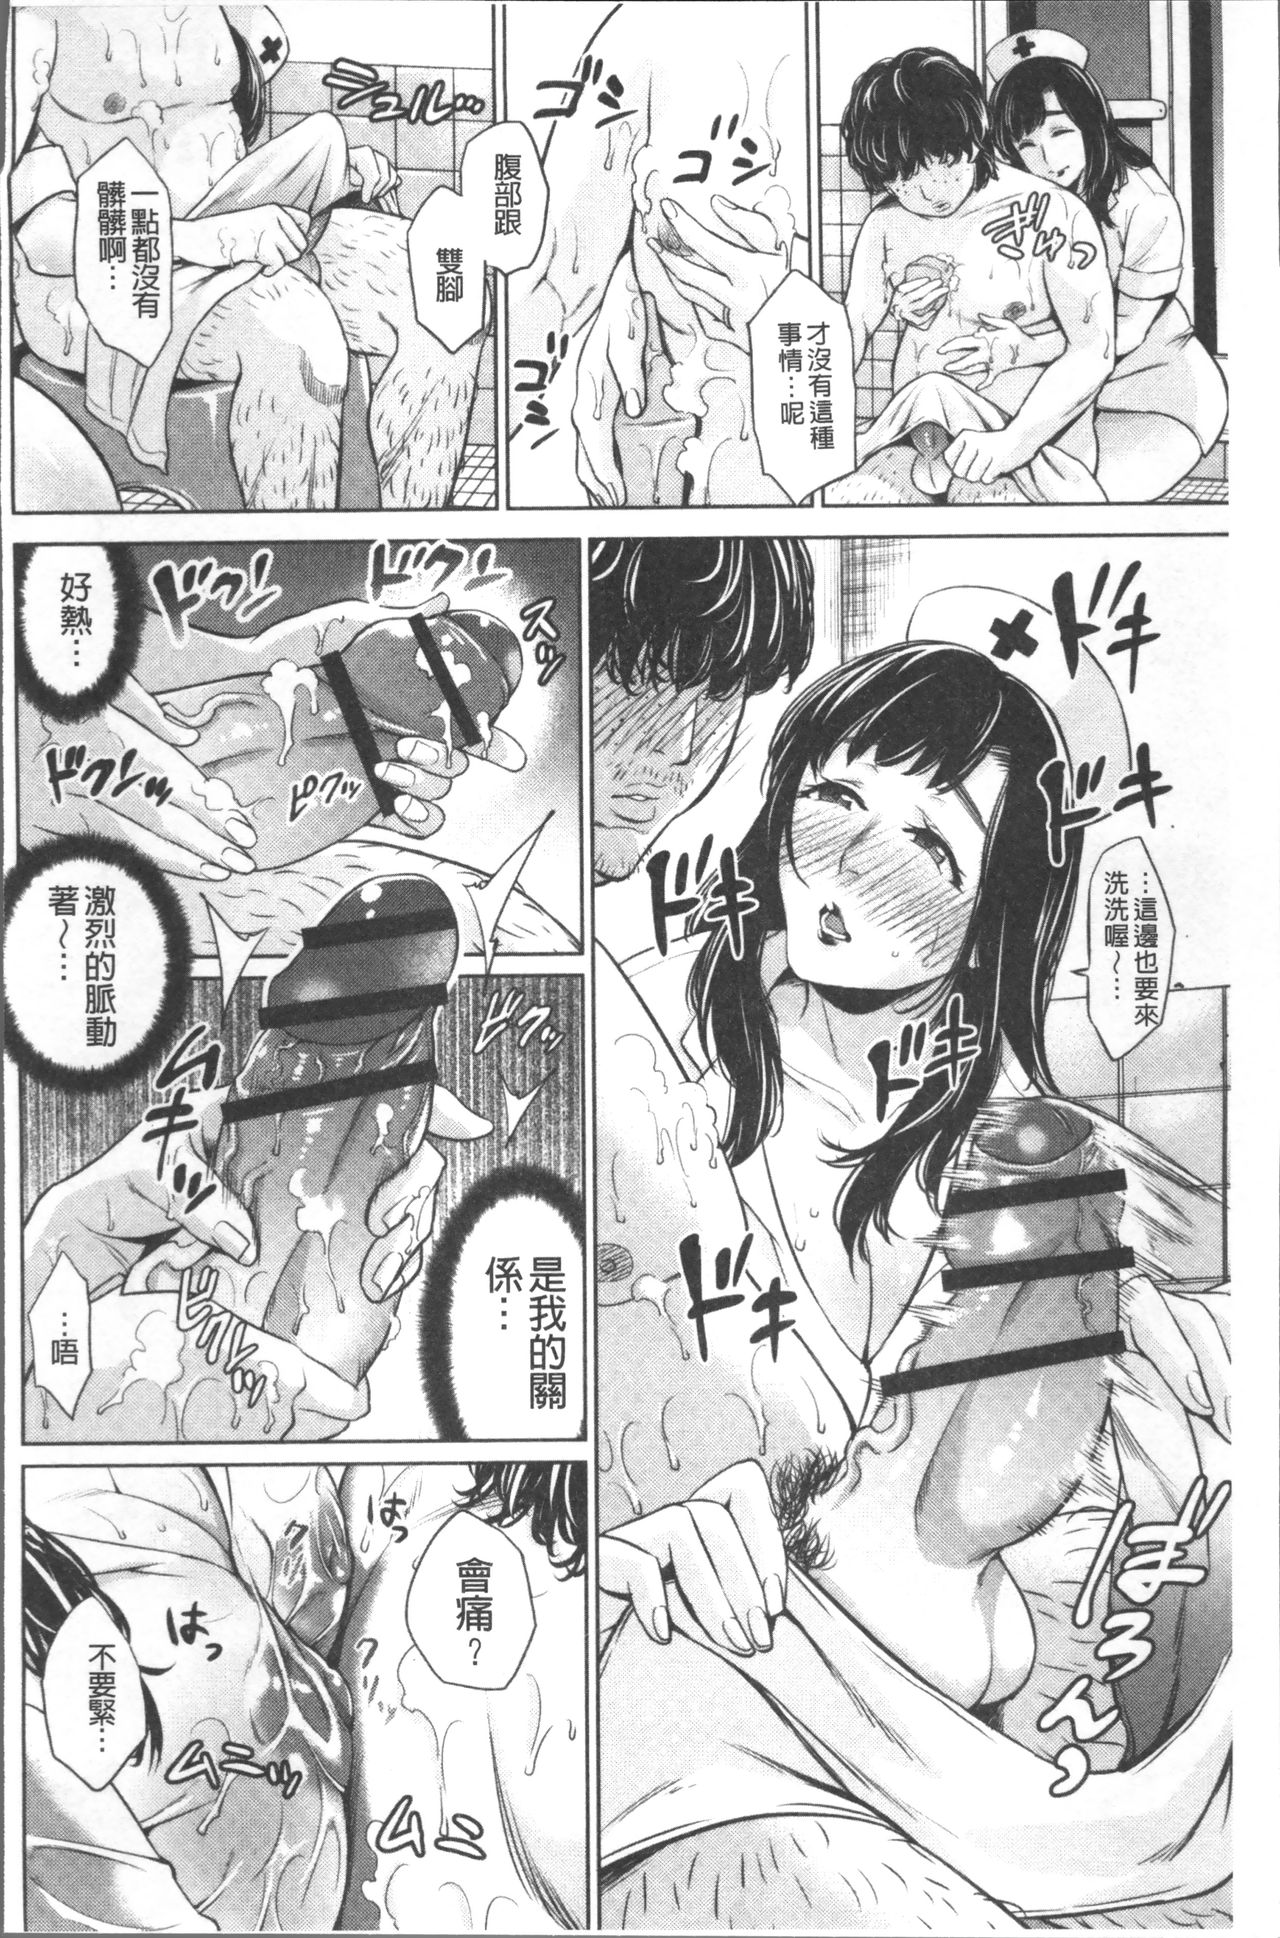 ぎゅっ
才沒有這種
事情…呢
ゴシ
ゴシ
ゴシ
腹部跟
雙腳
シュル…
一點都沒有
髒髒啊…
ドキ
ドキ
ドキ
ドキ
ドキ
…這邊也要來
洗洗喔～…
ぼろんっ
ドクン
ドクン
ドクンッ
ズッ
ピクッ
好熱…
激烈的脈動
著～…
ビクッ
ムキッ
ビクッ
是我的關
係…
…唔
はっ
はっ
會痛？
不要緊…
ムニッ
ムニ